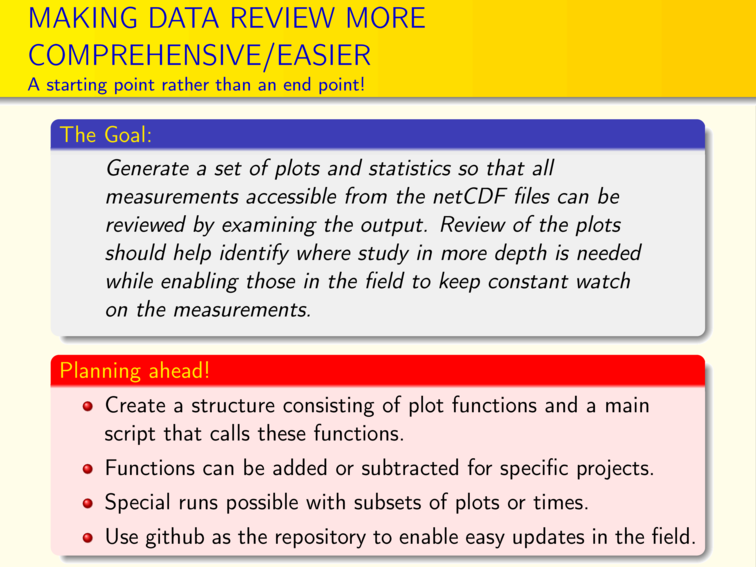 MAKING DATA REVIEW MORE
COMPREHENSIVE/EASIER
A starting point rather than an end point!
The Goal:
Generate a set of plots and statistics so that all
measurements accessible from the netCDF files can be
reviewed by examining the output. Review of the plots
should help identify where study in more depth is needed
while enabling those in the field to keep constant watch
on the measurements.
Planning ahead!
Create a structure consisting of plot functions and a main
script that calls these functions.
Functions can be added or subtracted for specific projects.
Special runs possible with subsets of plots or times.
Use github as the repository to enable easy updates in the field.